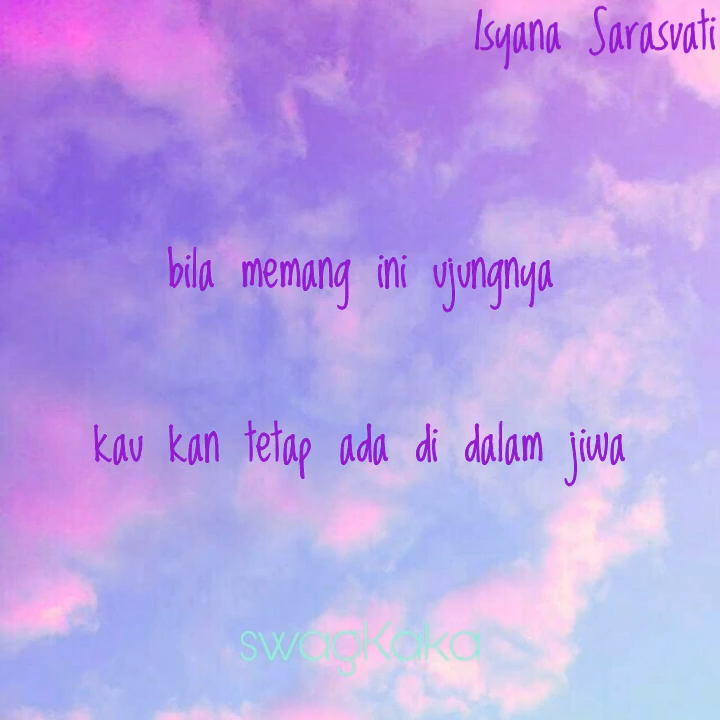 Isyana Sarasvati
bila memang ini ujungnya
kau kan tetap ada di dalam jiwa
swagKaka